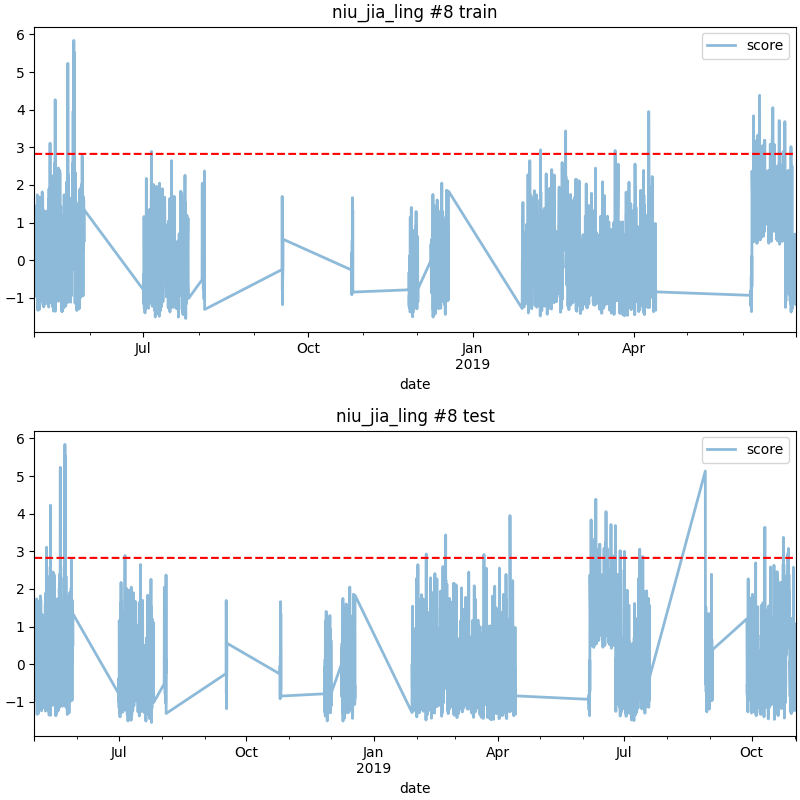 niu_jia_ling #8 train
score
6
5
4
3
2
1
0
−1
Jul
Oct
Jan
2019
Apr
date
niu_jia_ling #8 test
score
6
5
4
3
2
1
0
−1
Jul
Oct
Jan
2019
Apr
Jul
Oct
date